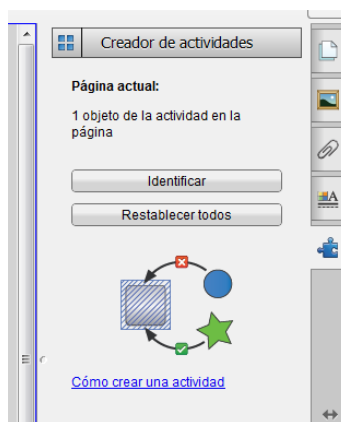 Creador de actividades
Página actual:
1 objeto de la actividad en la
página
Identificar
Restablecer todos
Cómo crear una actividad